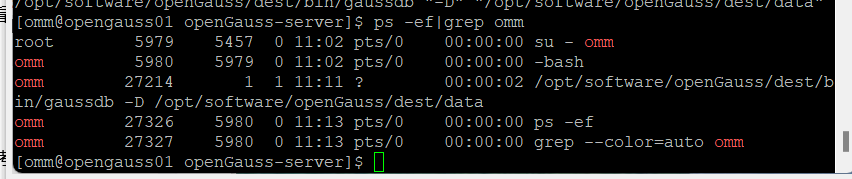 /opt/software/openGauss/dest/bin/gaussdb "-D" "/opt/software/openGauss/dest/data"
[omm@opengauss01 openGauss-server]$ ps -ef|grep omm
root      5979  5457  0 11:02 pts/0    00:00:00 su - omm
omm       5980  5979  0 11:02 pts/0    00:00:00 -bash
omm      27214     1  1 11:11 ?        00:00:02 /opt/software/openGauss/dest/b
in/gaussdb -D /opt/software/openGauss/dest/data
omm      27326  5980  0 11:13 pts/0    00:00:00 ps -ef
omm      27327  5980  0 11:13 pts/0    00:00:00 grep --color=auto omm
[omm@opengauss01 openGauss-server]$